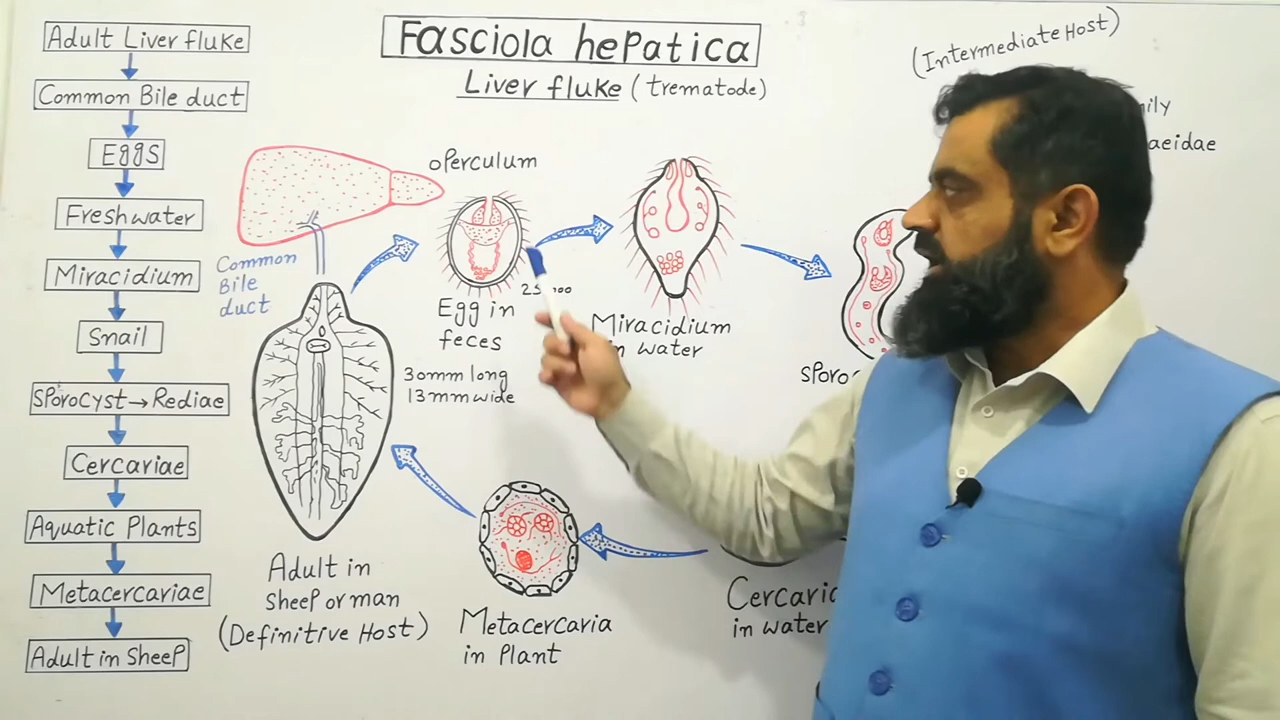 Adult Liver fluke
Common Bile duct
Eggs
Freshwater
Miracidium
Snail
Sporocyst → Rediae
Cercariae
Aquatic Plants
Metacercariae
Adult in Sheep
Fasciola hepatica
Liver fluke (trematode)
(Intermediate Host)
operculum
Common
Bile
duct
Egg in
feces
30mm long
13mm wide
Miracidium
in water
Adult in
sheep or man
(Definitive Host)
Metacercaria
in Plant
Cercaria
in water